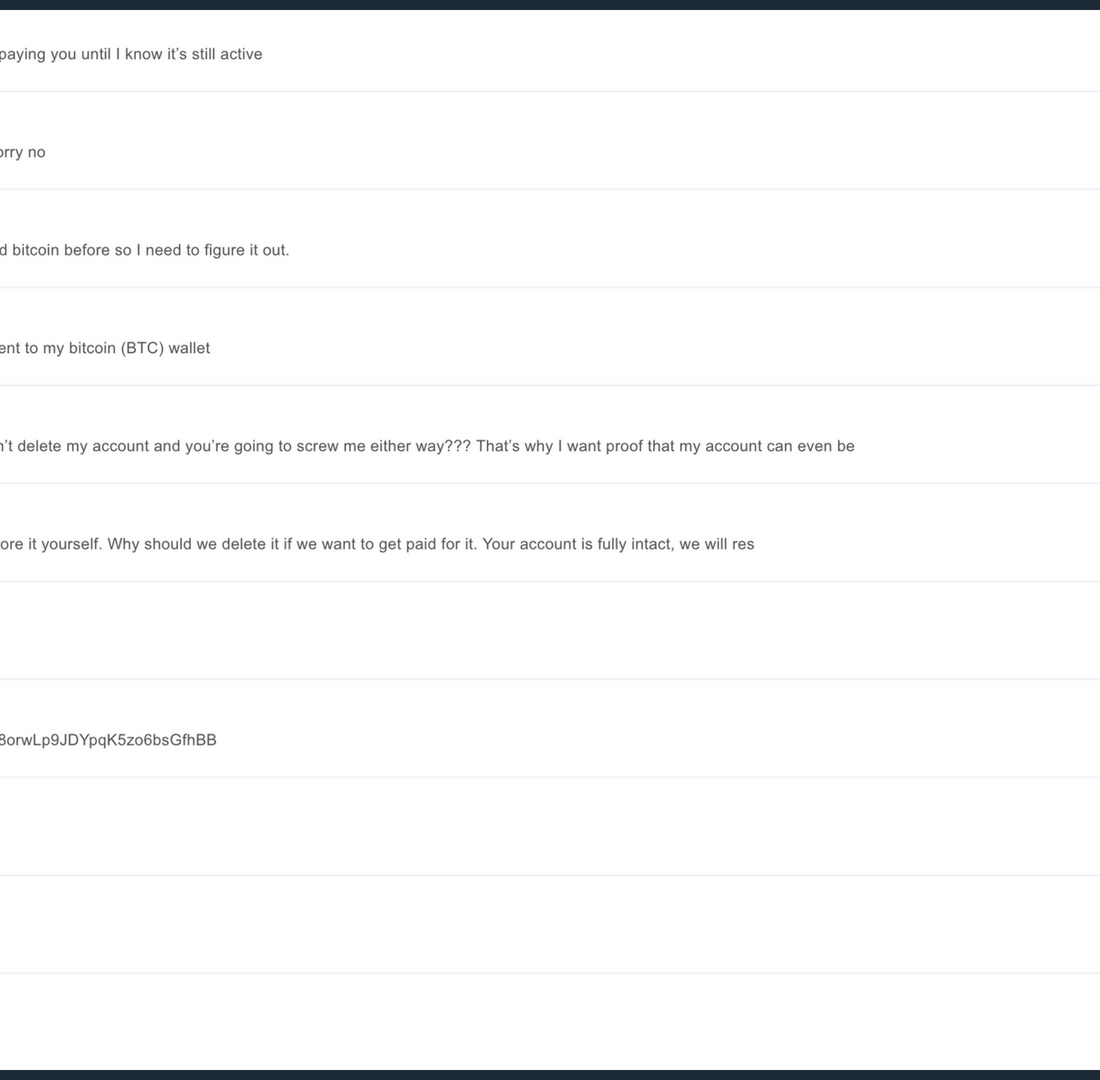 paying you until I know it’s still active
orry no
d bitcoin before so I need to figure it out.
ent to my bitcoin (BTC) wallet
n’t delete my account and you’re going to screw me either way??? That’s why I want proof that my account can even be
ore it yourself. Why should we delete it if we want to get paid for it. Your account is fully intact, we will res
8orwLp9JDYpqK5zo6bsGfhBB